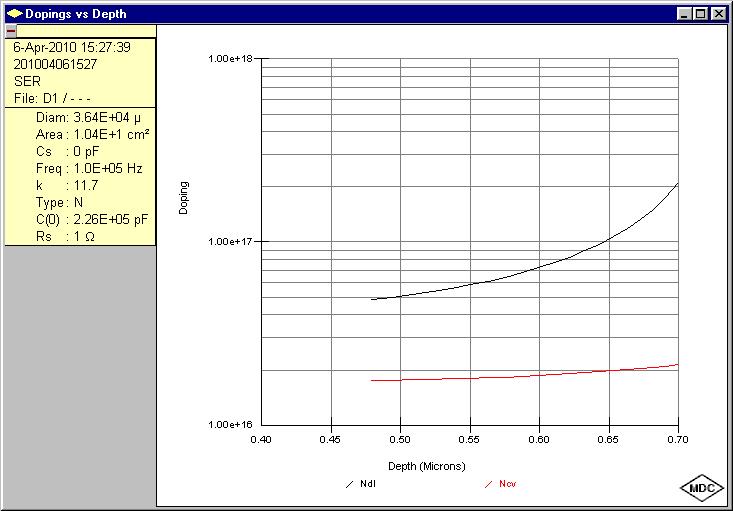 Dopings vs Depth
6-Apr-2010 15:27:39
201004061527
SER
File: D1 / - - -
Diam: 3.64E+04 µ
Area : 1.04E+1 cm²
Cs : 0 pF
Freq : 1.0E+05 Hz
k : 11.7
Type : N
C(0) : 2.26E+05 pF
Rs : 1 Ω
1.00e+18
Doping
1.00e+17
1.00e+16
0.40 0.45 0.50 0.55 0.60 0.65 0.70
Depth (Microns)
Ndl Ncv
MDC